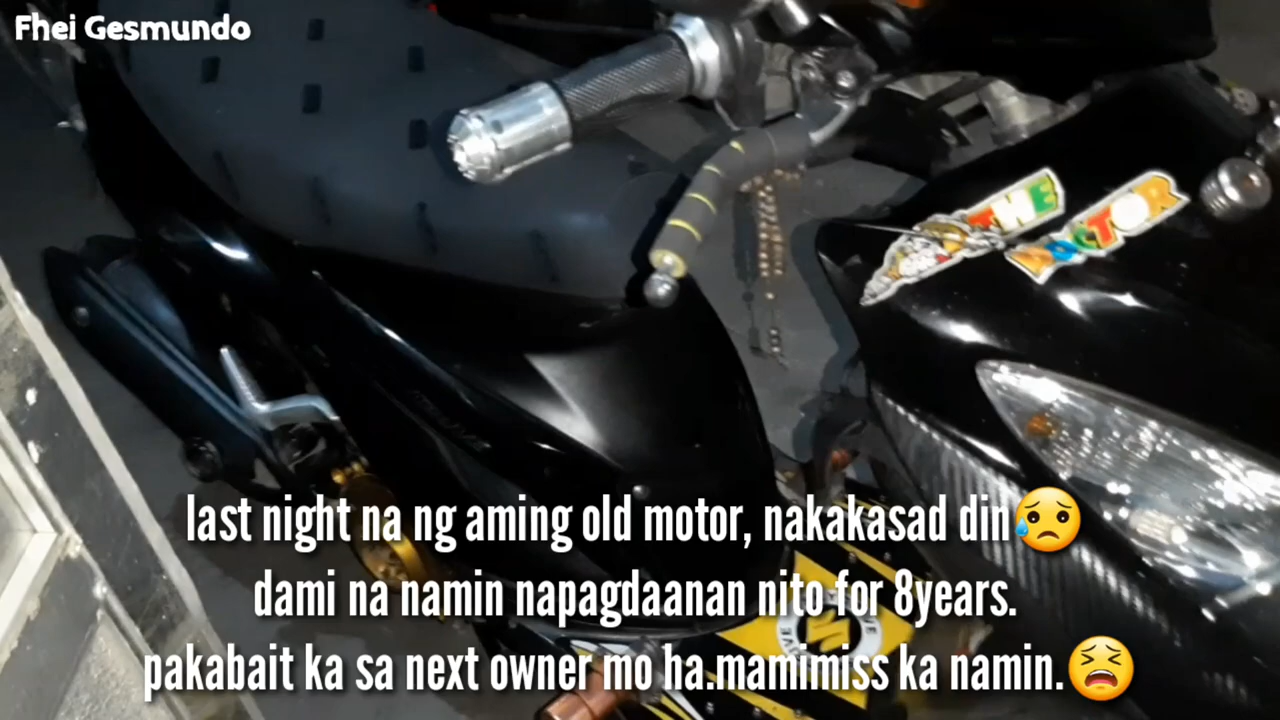 Fhei Gesmundo
THE
DOCTOR
last night na ng aming old motor, nakakasad din😥
dami na namin napagdaanan nito for 8years.
pakabait ka sa next owner mo ha.mamimiss ka namin.😫